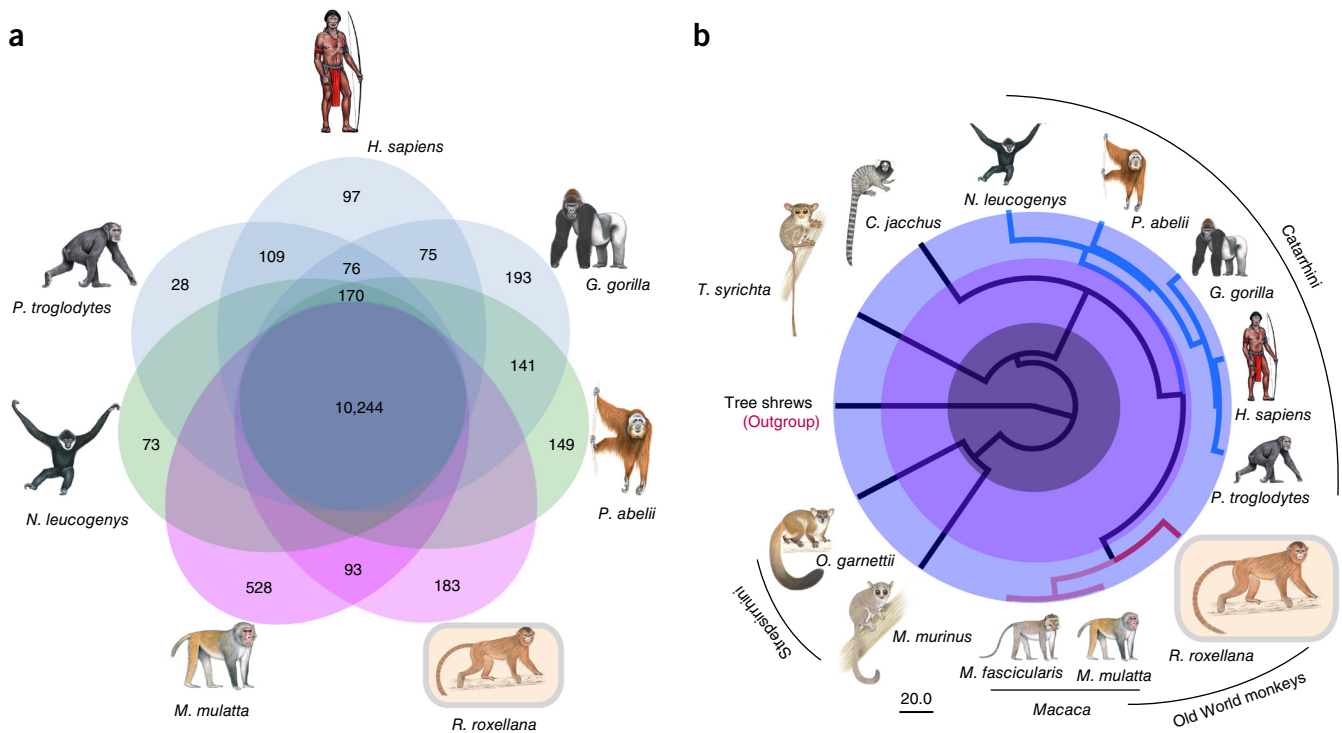 a
H. sapiens
97
G. gorilla
P. troglodytes
109
75
76
28
193
170
141
10,244
73
149
N. leucogenys
P. abelii
93
528
183
M. mulatta
R. roxellana
b
N. leucogenys
P. abelii
C. jacchus
Catarrhini
T. syrichta
G. gorilla
Tree shrews
(Outgroup)
H. sapiens
P. troglodytes
O. garnettii
Strepsirrhini
M. murinus
M. fascicularis
M. mulatta
R. roxellana
Macaca
Old World monkeys
20.0